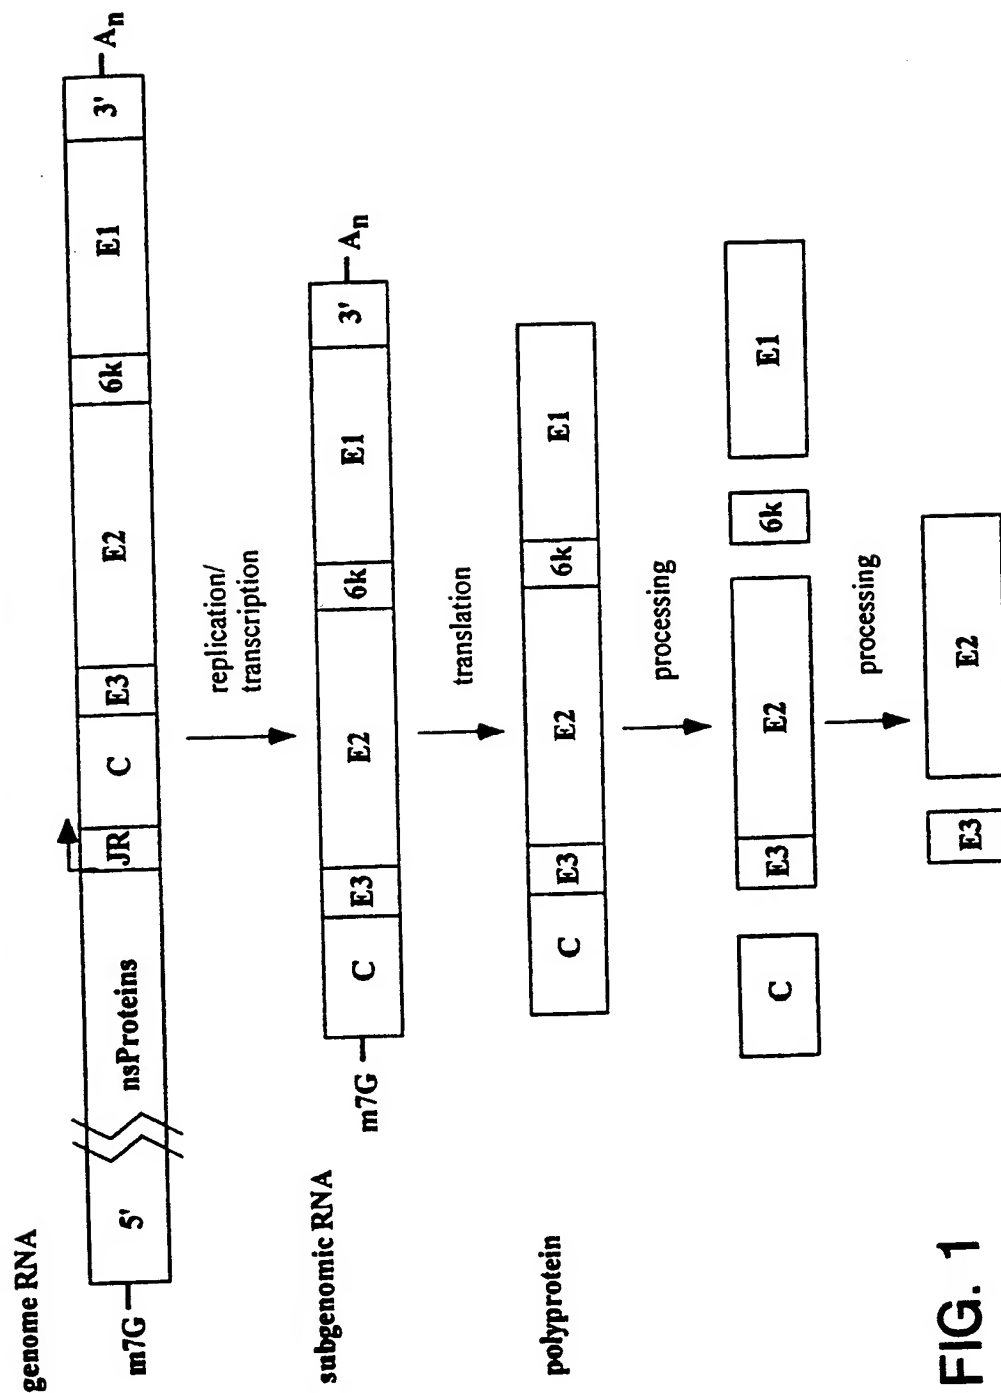 genome RNA
m7G 5' nsProteins JR C E3 E2 6k E1 3' An
replication/
transcription
subgenomic RNA
m7G C E3 E2 6k E1 3' An
translation
polyprotein
C E3 E2 6k E1
processing
C E3 E2 6k E1
processing
E3 E2
FIG. 1